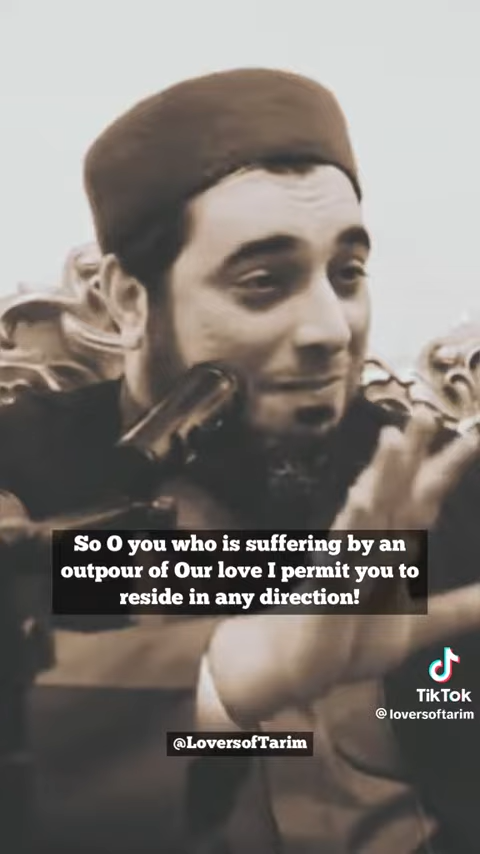 So O you who is suffering by an
outpour of Our love I permit you to
reside in any direction!
TikTok
@loversoftarim
@LoversofTarim